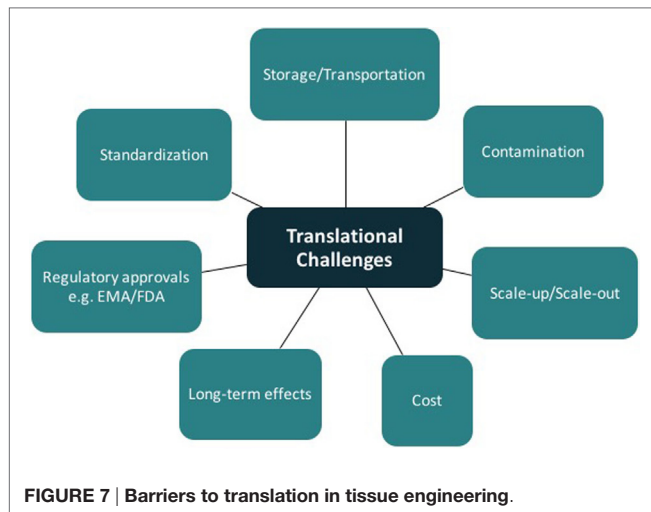 Storage/Transportation
Standardization
Contamination
Translational
Challenges
Regulatory approvals
e.g. EMA/FDA
Scale-up/Scale-out
Long-term effects
Cost
FIGURE 7 | Barriers to translation in tissue engineering.